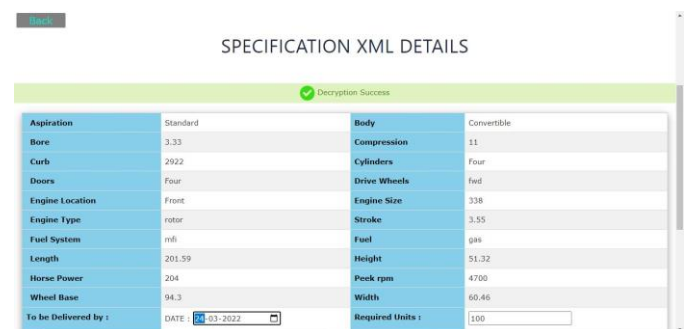 Back
SPECIFICATION XML DETAILS
Decryption Success
Aspiration Standard Body Convertible
Bore 3.33 Compression 11
Curb 2922 Cylinders Four
Doors Four Drive Wheels fwd
Engine Location Front Engine Size 338
Engine Type rotor Stroke 3.55
Fuel System mfi Fuel gas
Length 201.59 Height 51.32
Horse Power 204 Peek rpm 4700
Wheel Base 94.3 Width 60.46
To be Delivered by : DATE : 24-03-2022 Required Units : 100